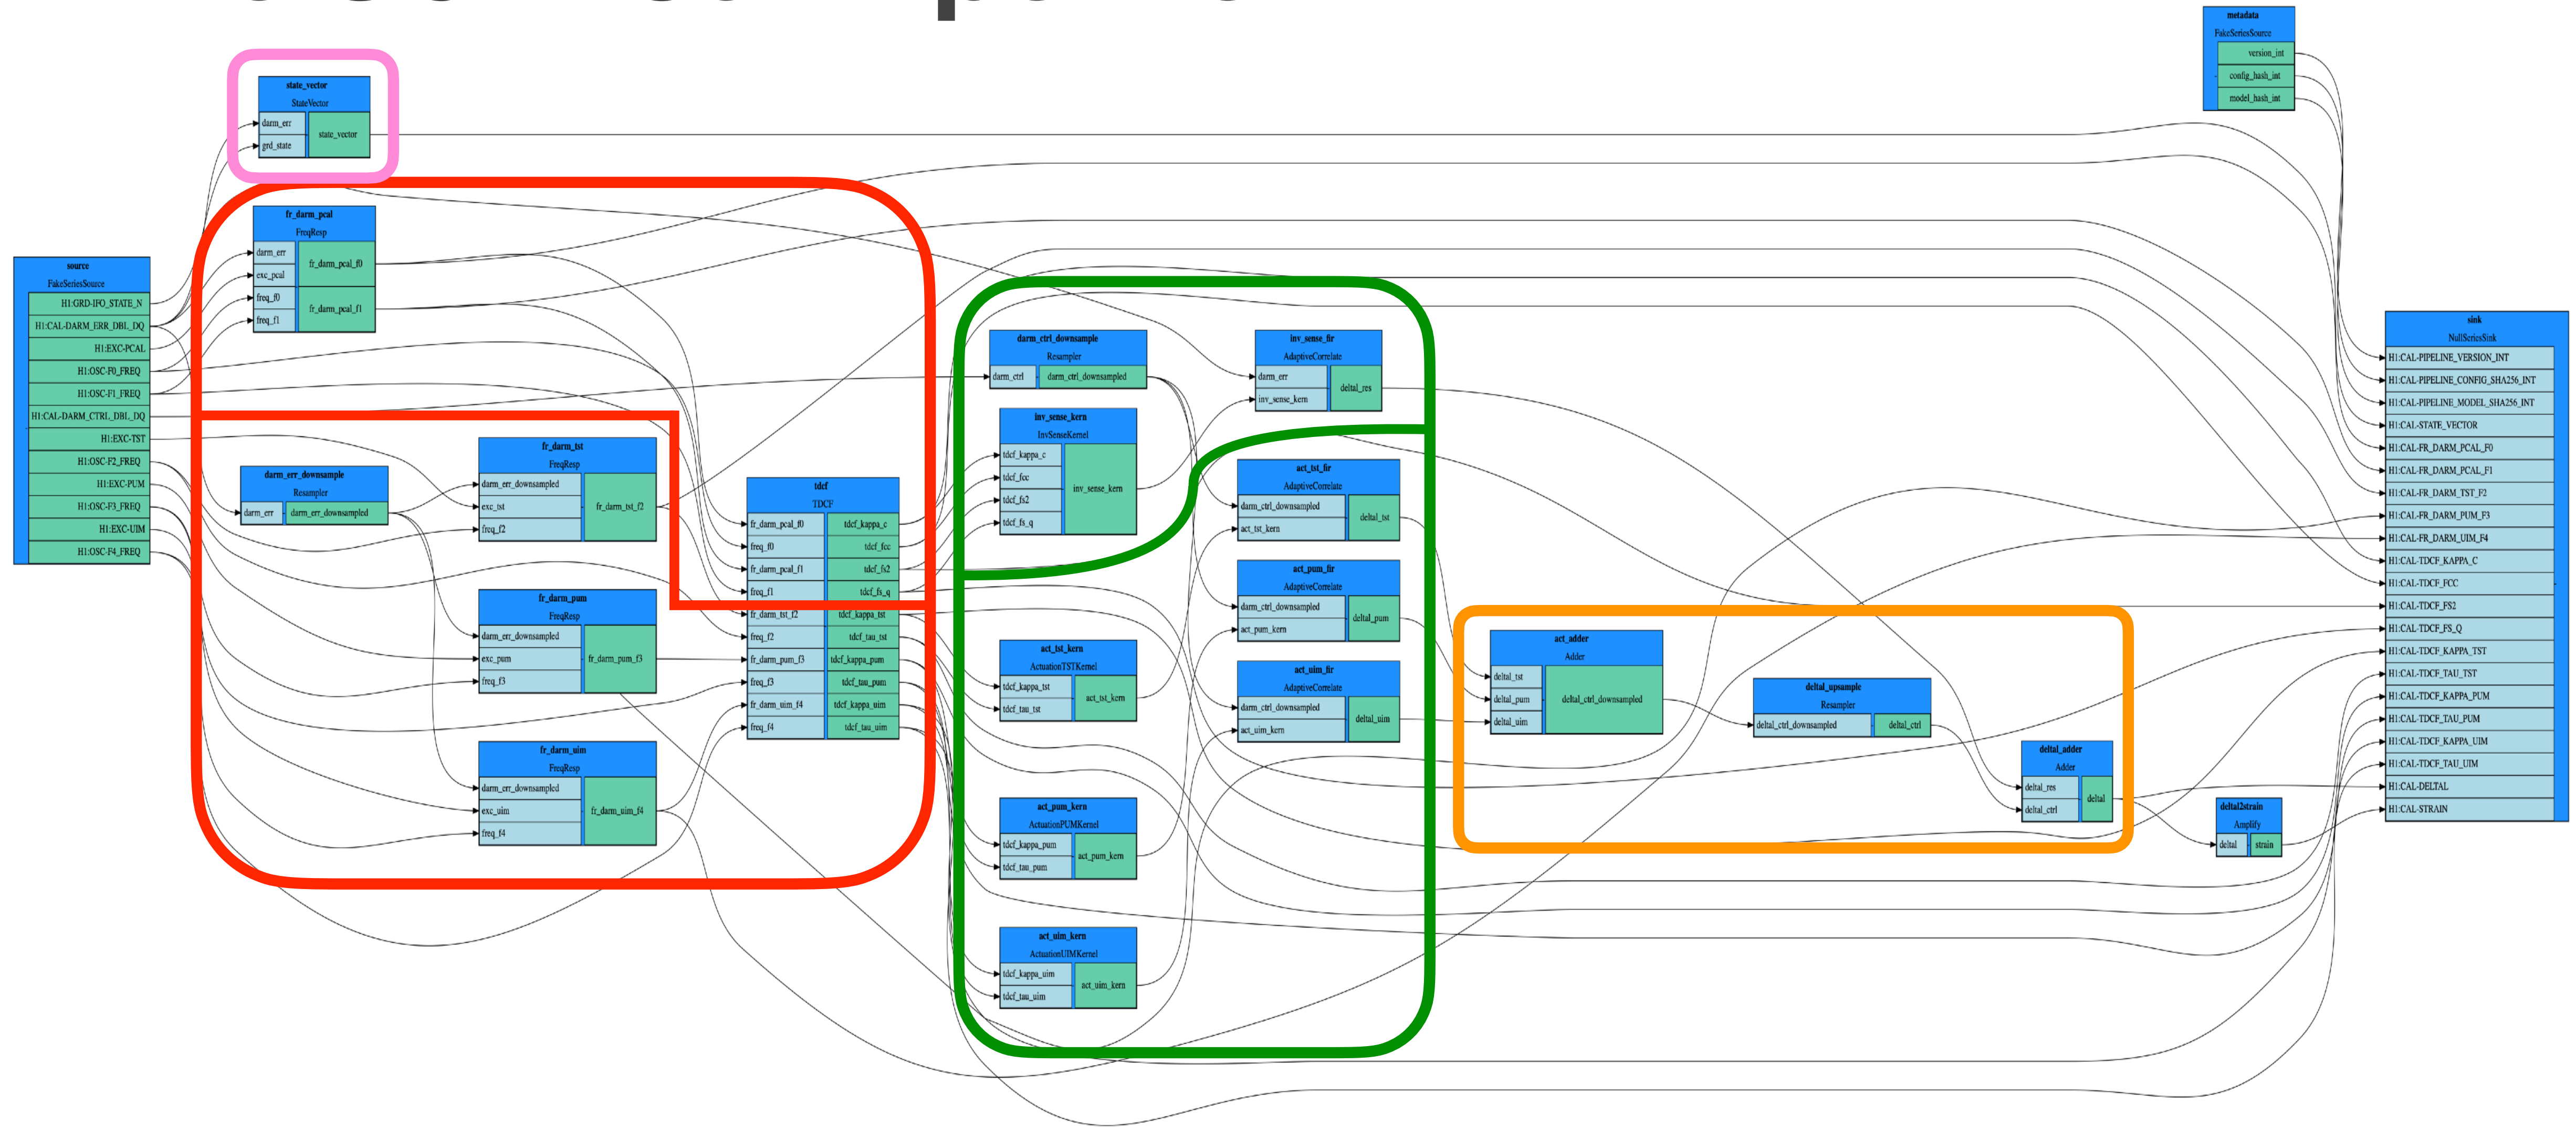 metadata
FakeSeriesSource
version_int
config_hash_int
model_hash_int
state_vector
StateVector
darm_err
grd_state
state_vector
source
FakeSeriesSource
H1:GRD-IFO_STATE_N
H1:CAL-DARM_ERR_DBL_DQ
H1:EXC-PCAL
H1:OSC-F0_FREQ
H1:OSC-F1_FREQ
H1:CAL-DARM_CTRL_DBL_DQ
H1:EXC-TST
H1:OSC-F2_FREQ
H1:EXC-PUM
H1:OSC-F3_FREQ
H1:EXC-UIM
H1:OSC-F4_FREQ
fr_darm_pcal
FreqResp
darm_err
exc_pcal
freq_f0
freq_f1
fr_darm_pcal_f0
fr_darm_pcal_f1
darm_err_downsample
Resampler
darm_err
darm_err_downsampled
fr_darm_tst
FreqResp
darm_err_downsampled
exc_tst
freq_f2
fr_darm_tst_f2
fr_darm_pum
FreqResp
darm_err_downsampled
exc_pum
freq_f3
fr_darm_pum_f3
fr_darm_uim
FreqResp
darm_err_downsampled
exc_uim
freq_f4
fr_darm_uim_f4
tdcf
TDCF
fr_darm_pcal_f0
freq_f0
fr_darm_pcal_f1
freq_f1
fr_darm_tst_f2
freq_f2
fr_darm_pum_f3
freq_f3
fr_darm_uim_f4
freq_f4
tdcf_kappa_c
tdcf_fcc
tdcf_fs2
tdcf_fs_q
tdcf_kappa_tst
tdcf_tau_tst
tdcf_kappa_pum
tdcf_tau_pum
tdcf_kappa_uim
tdcf_tau_uim
darm_ctrl_downsample
Resampler
darm_ctrl
darm_ctrl_downsampled
inv_sense_kern
InvSenseKernel
tdcf_kappa_c
tdcf_fcc
tdcf_fs2
tdcf_fs_q
inv_sense_kern
act_tst_kern
ActuationTSTKernel
tdcf_kappa_tst
tdcf_tau_tst
act_tst_kern
act_pum_kern
ActuationPUMKernel
tdcf_kappa_pum
tdcf_tau_pum
act_pum_kern
act_uim_kern
ActuationUIMKernel
tdcf_kappa_uim
tdcf_tau_uim
act_uim_kern
inv_sense_fir
AdaptiveCorrelate
darm_err
inv_sense_kern
deltal_res
act_tst_fir
AdaptiveCorrelate
darm_ctrl_downsampled
act_tst_kern
deltal_tst
act_pum_fir
AdaptiveCorrelate
darm_ctrl_downsampled
act_pum_kern
deltal_pum
act_uim_fir
AdaptiveCorrelate
darm_ctrl_downsampled
act_uim_kern
deltal_uim
act_adder
Adder
deltal_tst
deltal_pum
deltal_uim
deltal_ctrl_downsampled
deltal_upsample
Resampler
deltal_ctrl_downsampled
deltal_ctrl
deltal_adder
Adder
deltal_res
deltal_ctrl
deltal
deltal2strain
Amplify
deltal
strain
sink
NullSeriesSink
H1:CAL-PIPELINE_VERSION_INT
H1:CAL-PIPELINE_CONFIG_SHA256_INT
H1:CAL-PIPELINE_MODEL_SHA256_INT
H1:CAL-STATE_VECTOR
H1:CAL-FR_DARM_PCAL_F0
H1:CAL-FR_DARM_PCAL_F1
H1:CAL-FR_DARM_TST_F2
H1:CAL-FR_DARM_PUM_F3
H1:CAL-FR_DARM_UIM_F4
H1:CAL-TDCF_KAPPA_C
H1:CAL-TDCF_FCC
H1:CAL-TDCF_FS2
H1:CAL-TDCF_FS_Q
H1:CAL-TDCF_KAPPA_TST
H1:CAL-TDCF_TAU_TST
H1:CAL-TDCF_KAPPA_PUM
H1:CAL-TDCF_TAU_PUM
H1:CAL-TDCF_KAPPA_UIM
H1:CAL-TDCF_TAU_UIM
H1:CAL-DELTAL
H1:CAL-STRAIN